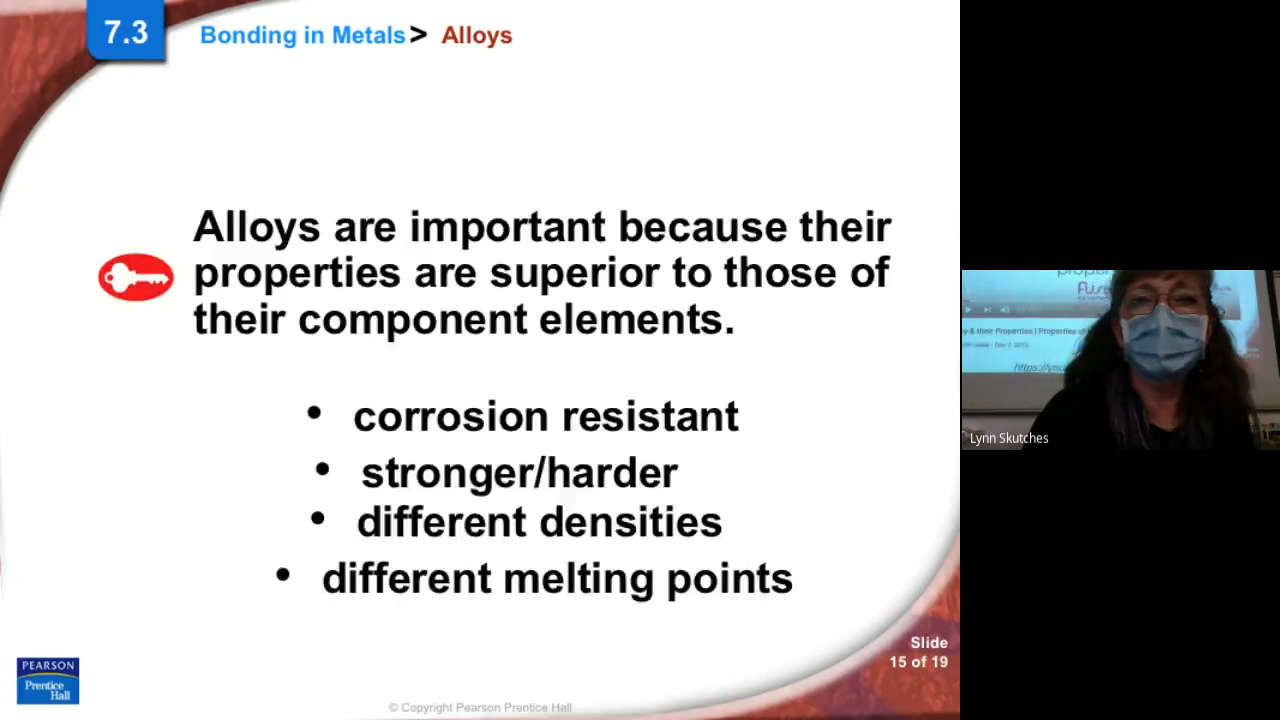 7.3
Bonding in Metals > Alloys
Alloys are important because their
properties are superior to those of
their component elements.
• corrosion resistant
• stronger/harder
• different densities
• different melting points
Slide
15 of 19
PEARSON
Prentice
Hall
© Copyright Pearson Prentice Hall
Lynn Skutches